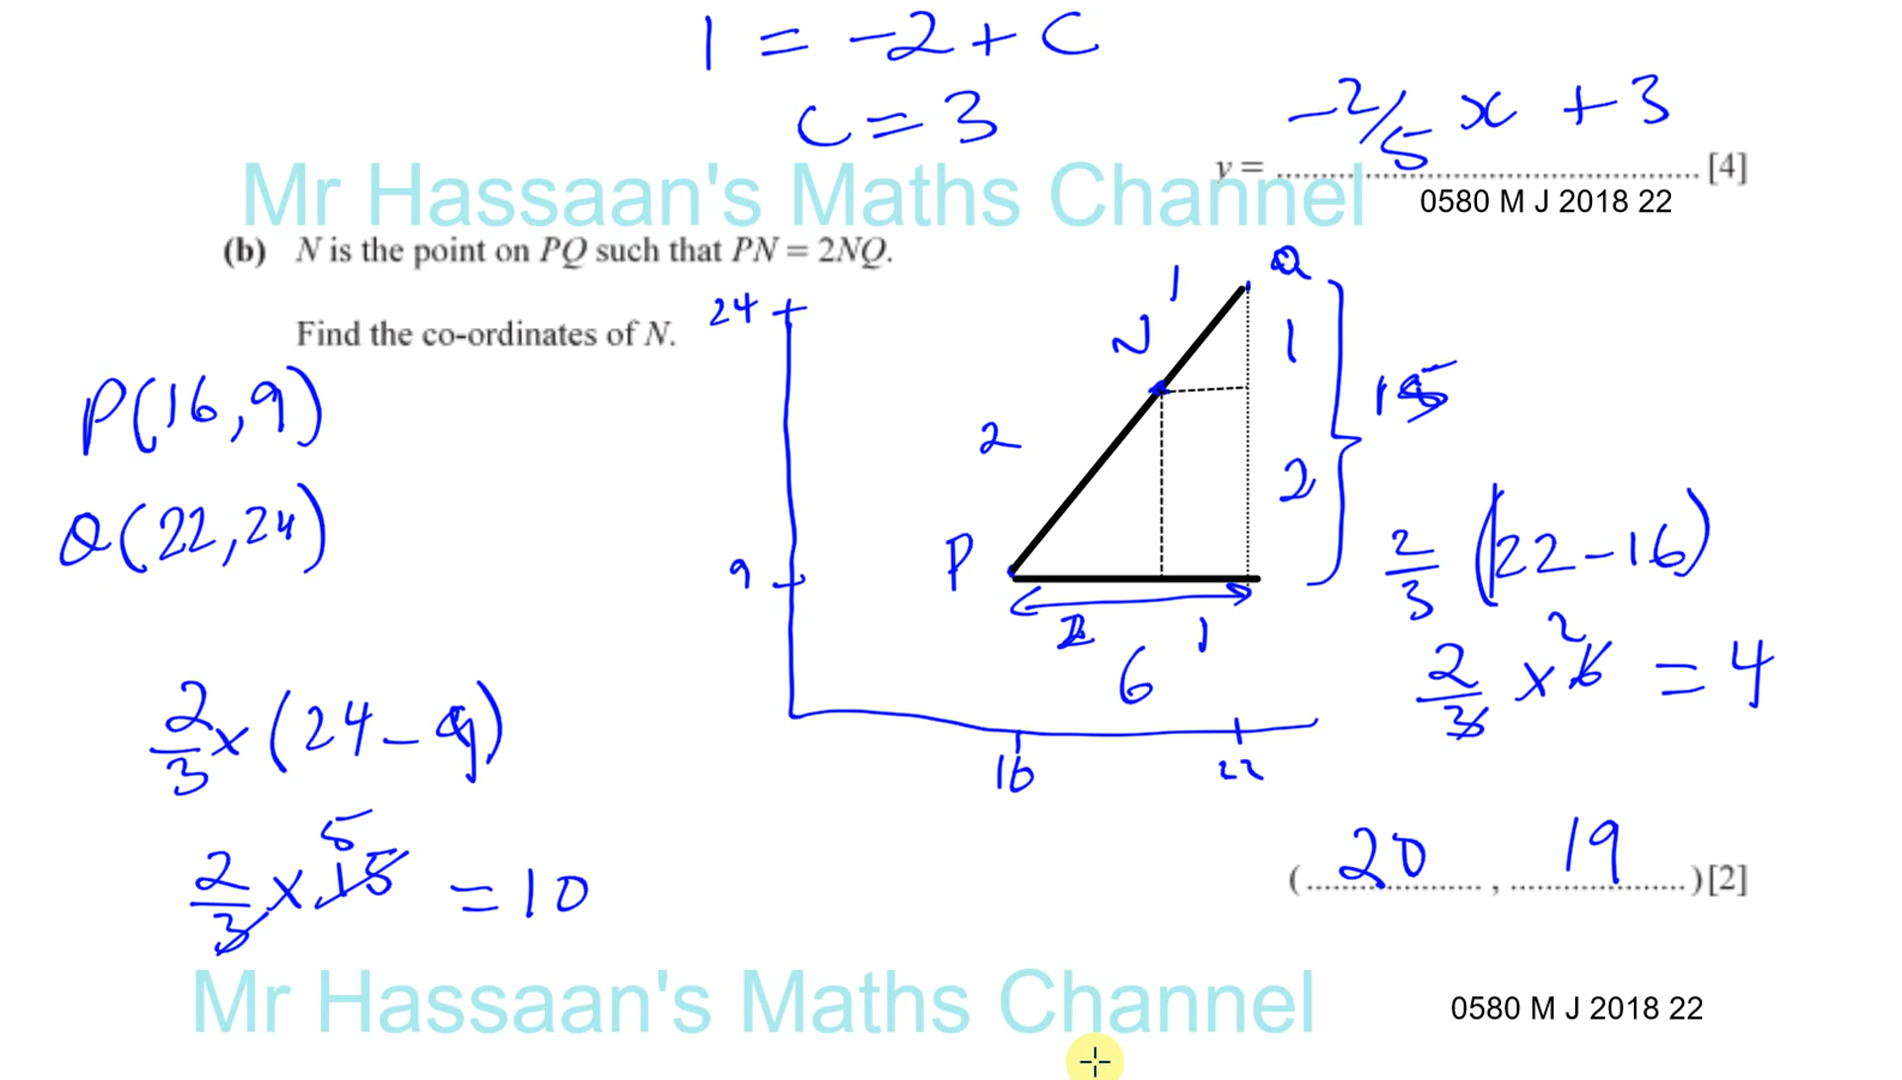 1 = -2 + C
C = 3
-2/5 x + 3
y = ........................................ [4]
Mr Hassaan's Maths Channel
0580 M J 2018 22
(b) N is the point on PQ such that PN = 2NQ.
Find the co-ordinates of N.
24
Q
1
N
1
15
2
2
P
9
2
1
6
16
22
P(16,9)
Q(22,24)
2/3 (22-16)
2/3 x 6 2 = 4
2/3 x (24-9)
2/3 x 15 5 = 10
( 20 , 19 ) [2]
Mr Hassaan's Maths Channel
0580 M J 2018 22